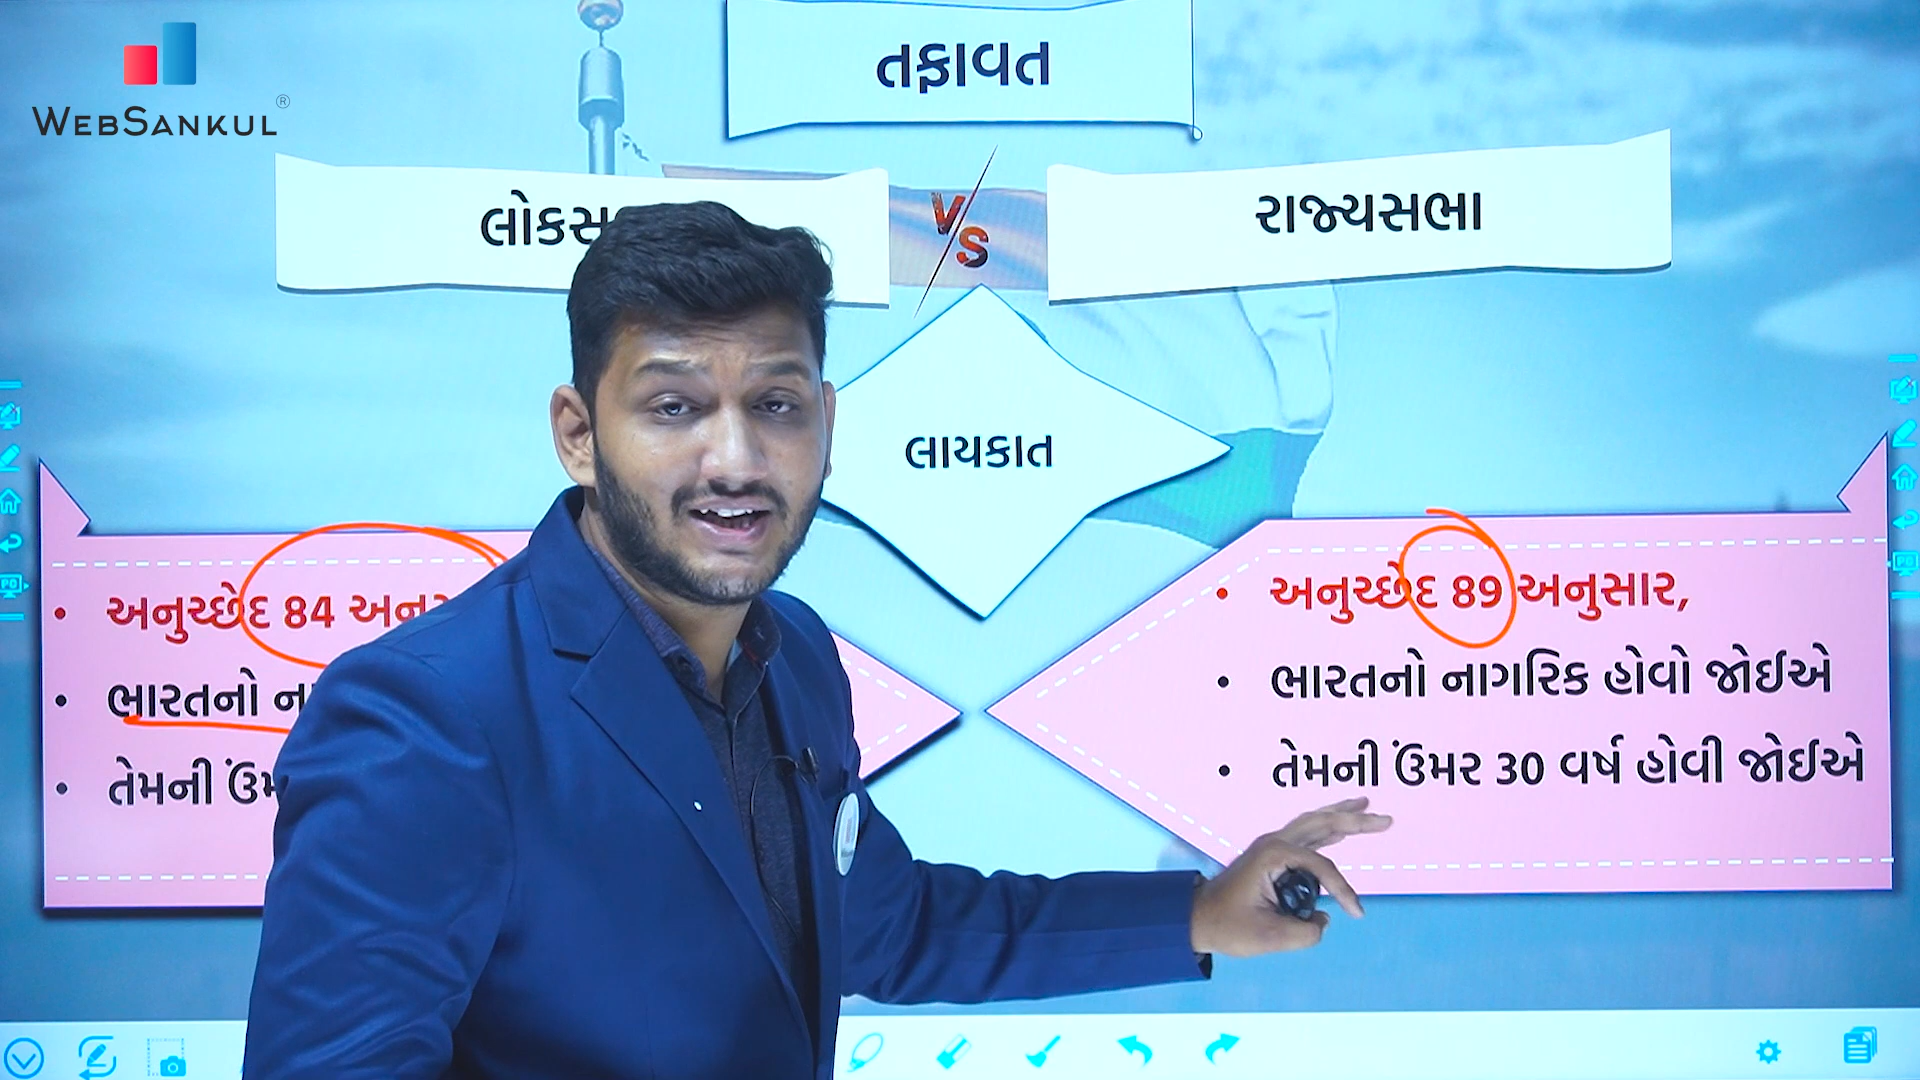 WEBSANKUL ®
તફાવત
VS
રાજ્યસભા
લાયકાત
• અનુચ્છેદ 84
• ભારતનો
• તેમની
• અનુચ્છેદ 89 અનુસાર,
• ભારતનો નાગરિક હોવો જોઈએ
• તેમની ઉંમર 30 વર્ષ હોવી જોઈએ